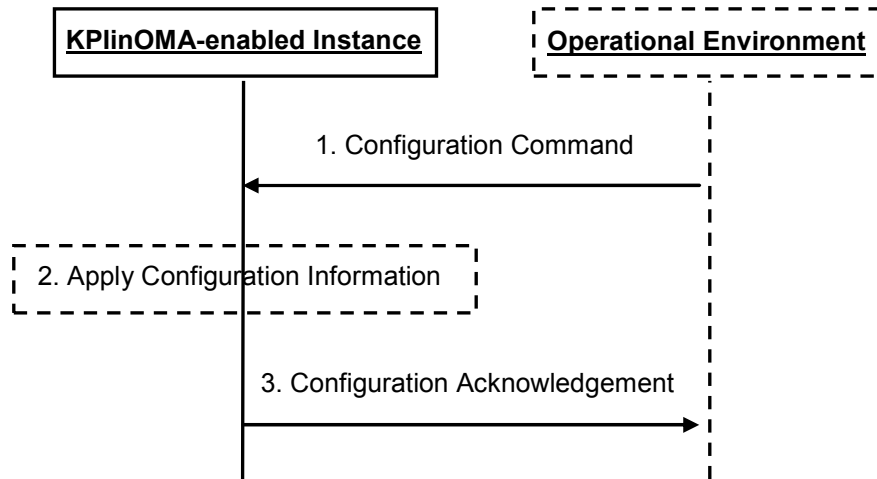 KPIinOMA-enabled Instance
Operational Environment
1. Configuration Command
2. Apply Configuration Information
3. Configuration Acknowledgement